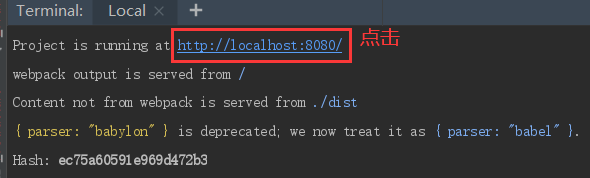 Terminal: Local × +
Project is running at http://localhost:8080/ 点击
webpack output is served from /
Content not from webpack is served from ./dist
{ parser: "babylon" } is deprecated; we now treat it as { parser: "babel" }.
Hash: ec75a60591e969d472b3